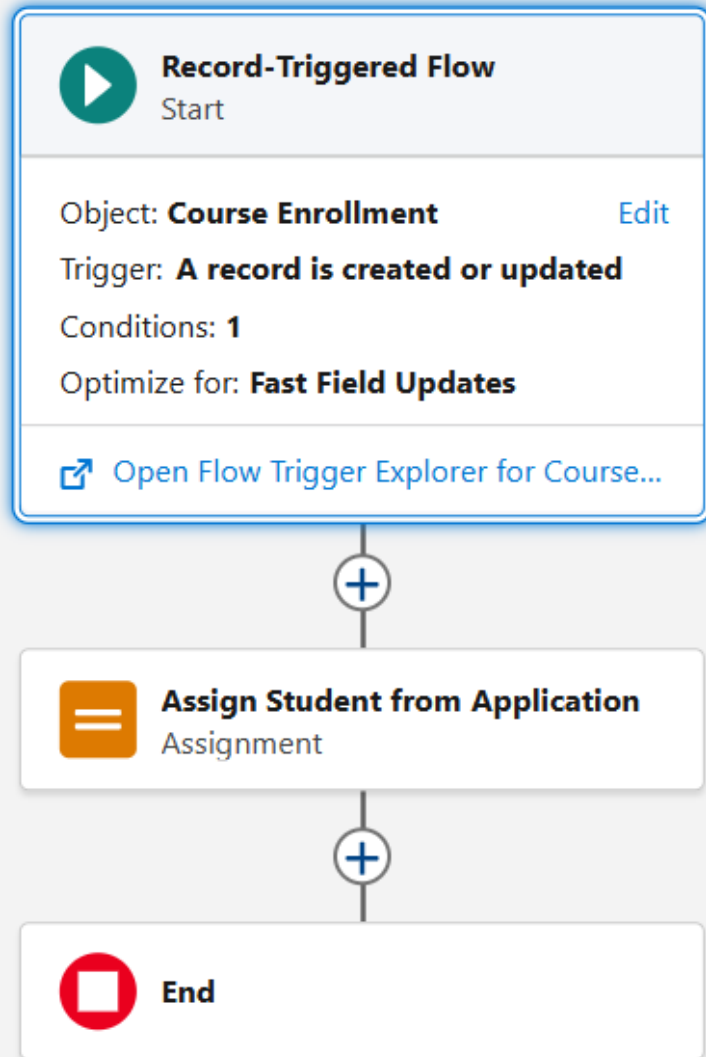 Record-Triggered Flow
Start
Object: Course Enrollment Edit
Trigger: A record is created or updated
Conditions: 1
Optimize for: Fast Field Updates
Open Flow Trigger Explorer for Course...
Assign Student from Application
Assignment
End